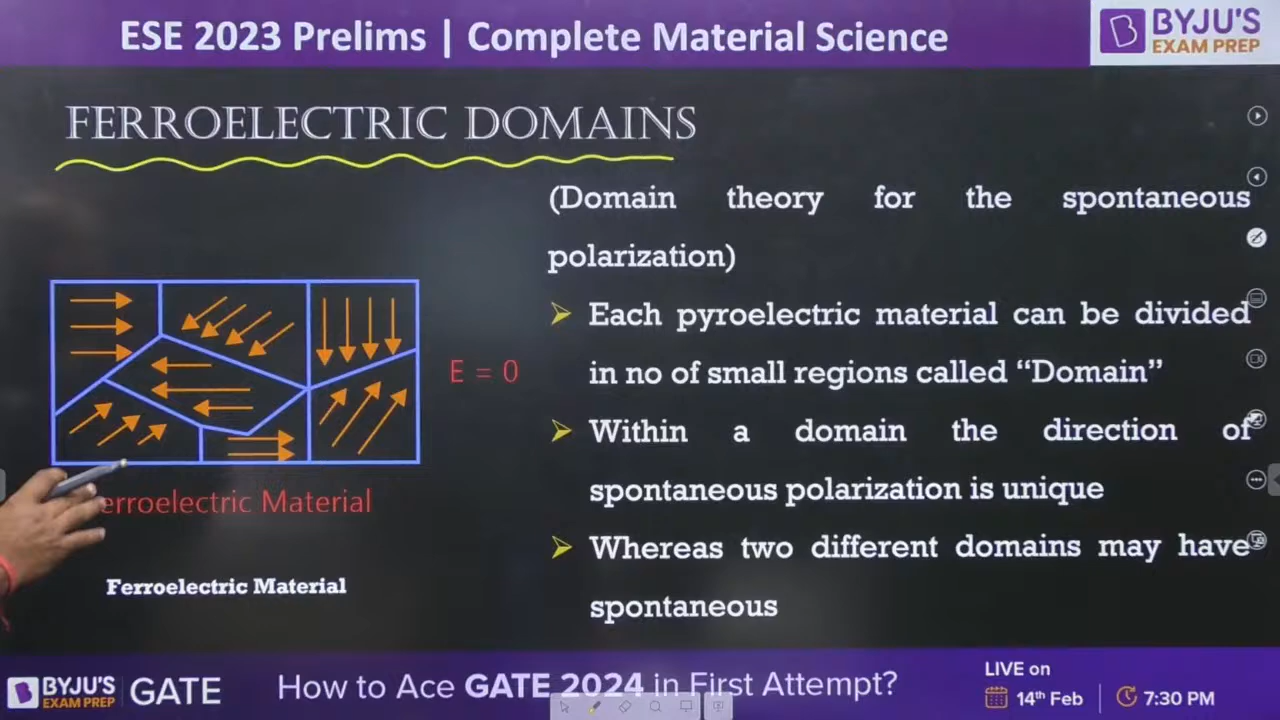 ESE 2023 Prelims | Complete Material Science
BYJU'S
EXAM PREP
FERROELECTRIC DOMAINS
(Domain theory for the spontaneous
polarization)
➢ Each pyroelectric material can be divided
in no of small regions called “Domain”
➢ Within a domain the direction of
spontaneous polarization is unique
➢ Whereas two different domains may have
spontaneous
E = 0
erroelectric Material
Ferroelectric Material
BYJU'S
EXAM PREP
GATE
How to Ace GATE 2024 in First Attempt?
LIVE on
14th Feb
7:30 PM